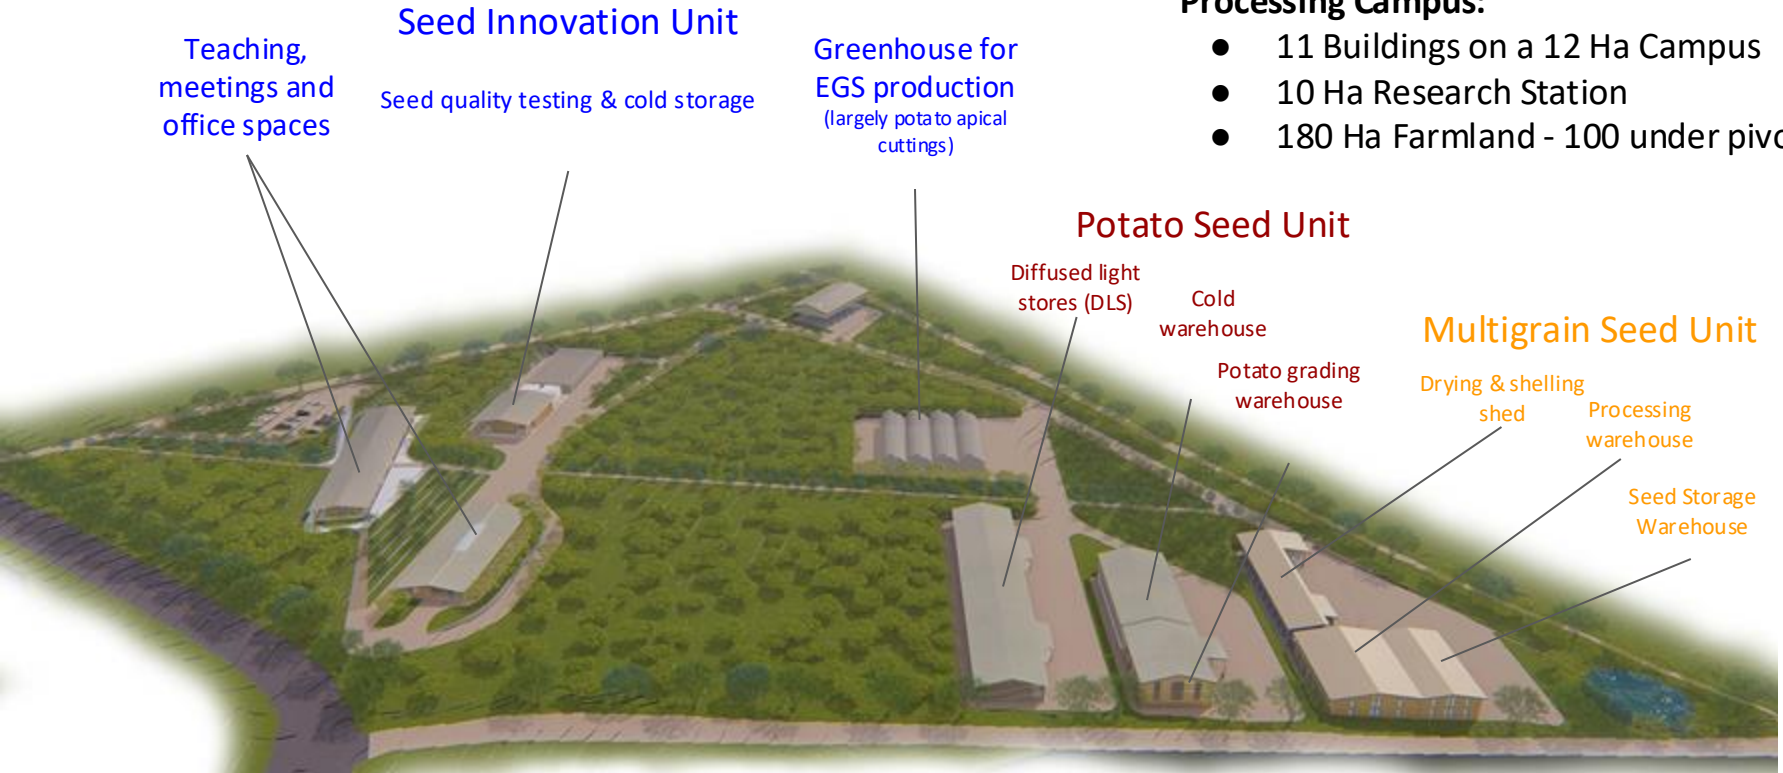 Seed Innovation Unit
Teaching,
meetings and
office spaces
Seed quality testing & cold storage
Greenhouse for
EGS production
(largely potato apical
cuttings)
Processing Campus:
● 11 Buildings on a 12 Ha Campus
● 10 Ha Research Station
● 180 Ha Farmland - 100 under
Potato Seed Unit
Diffused light
stores (DLS)
Cold
warehouse
Potato grading
warehouse
Multigrain Seed Unit
Drying & shelling
shed
Processing
warehouse
Seed Storage
Warehouse